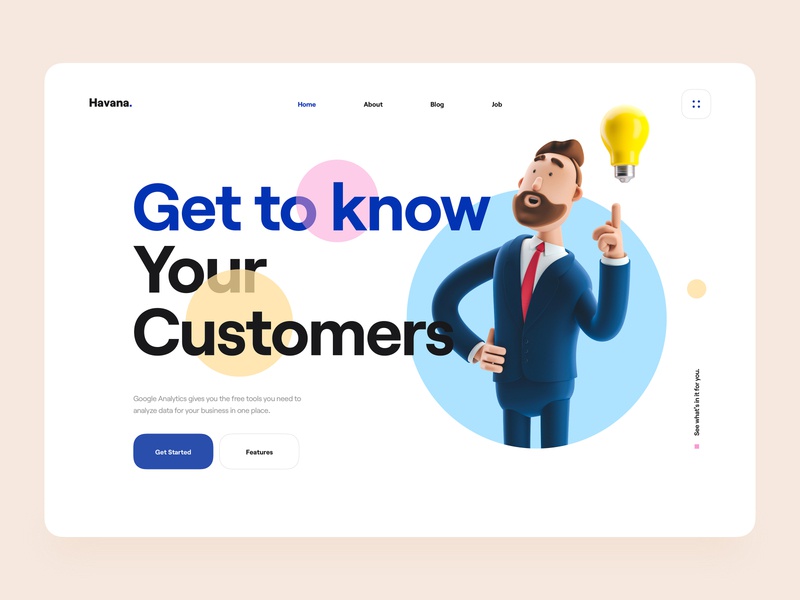 Havana.
Home
About
Blog
Job
Get to know
Your
Customers
Google Analytics gives you the free tools you need to
analyze data for your business in one place.
Get Started
Features
See what's in it for you.